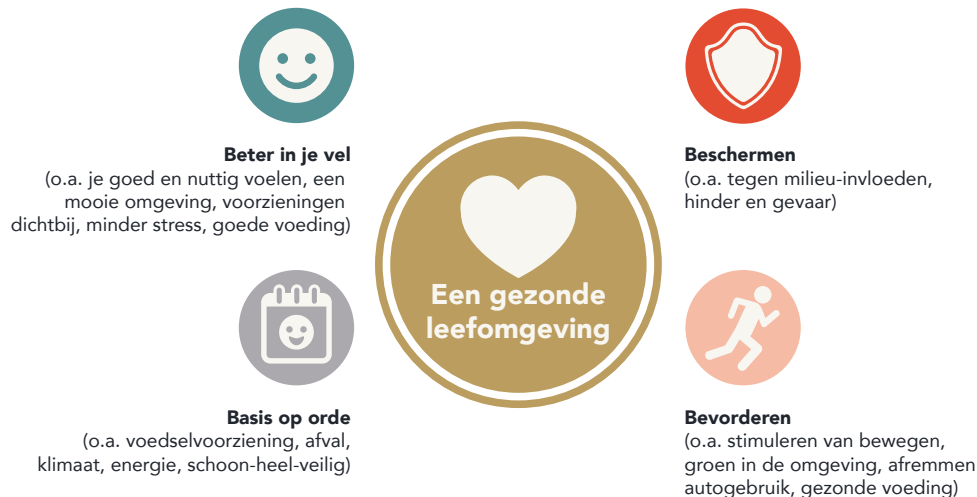 Beter in je vel
(o.a. je goed en nuttig voelen, een
mooie omgeving, voorzieningen
dichtbij, minder stress, goede voeding)
Beschermen
(o.a. tegen milieu-invloeden,
hinder en gevaar)
Een gezonde
leefomgeving
Basis op orde
(o.a. voedselvoorziening, afval,
klimaat, energie, schoon-heel-veilig)
Bevorderen
(o.a. stimuleren van bewegen,
groen in de omgeving, afremmen
autogebruik, gezonde voeding)